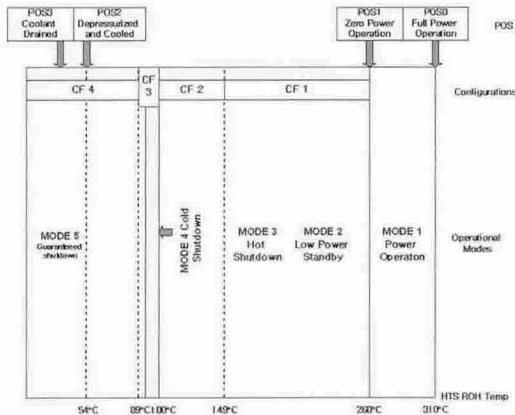 POS3
Coolant
Drained
POS2
Depressurized
and Cooled
POS1
Zero Power
Operation
POS0
Full Power
Operation
POS
CF 4
CF
3
CF 2
CF 1
Configurations
MODE 5
Guaranteed
shutdown
MODE 4 Cold
Shutdown
MODE 3
Hot
Shutdown
MODE 2
Low Power
Standby
MODE 1
Power
Operaton
Operational
Modes
HTS ROH Temp
54°C
89°C
100°C
149°C
260°C
310°C